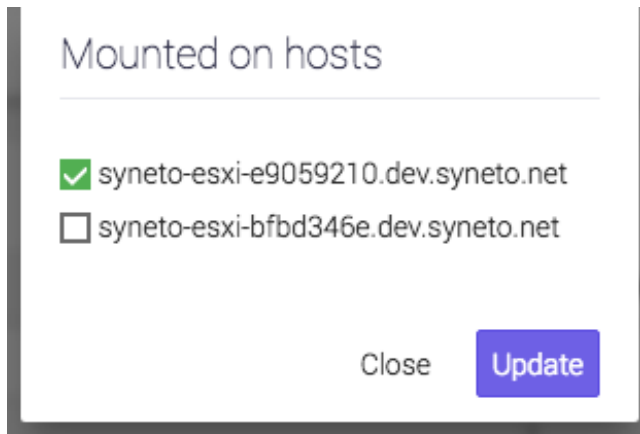 Mounted on hosts
syneto-esxi-e9059210.dev.syneto.net
syneto-esxi-bfbd346e.dev.syneto.net
Close Update